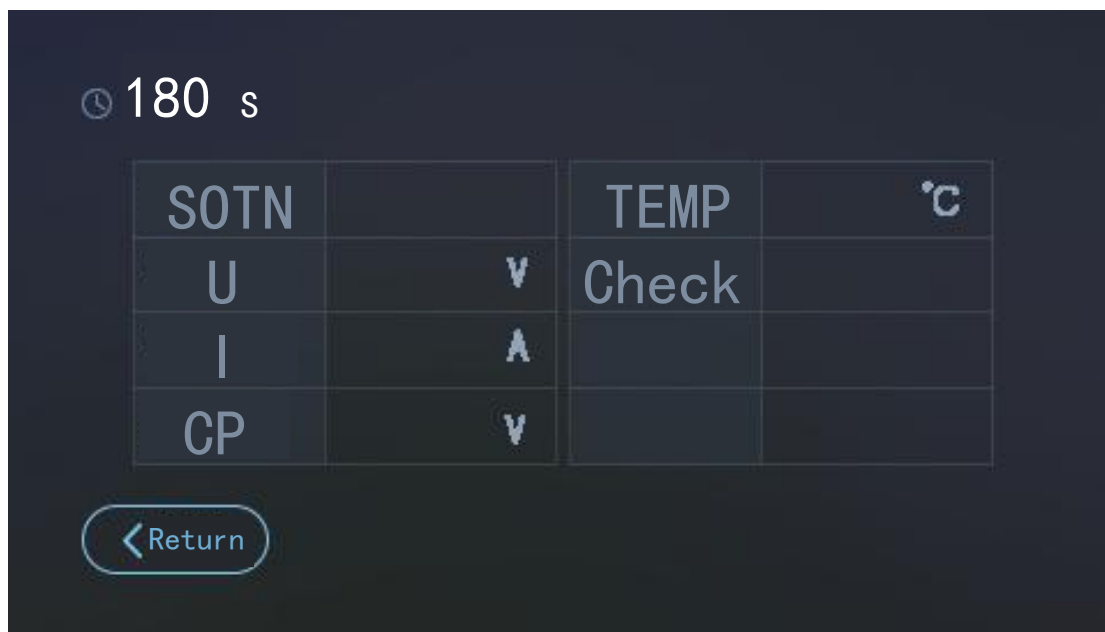 180 s
SOTN TEMP ℃
U V Check
I A
CP V
Return